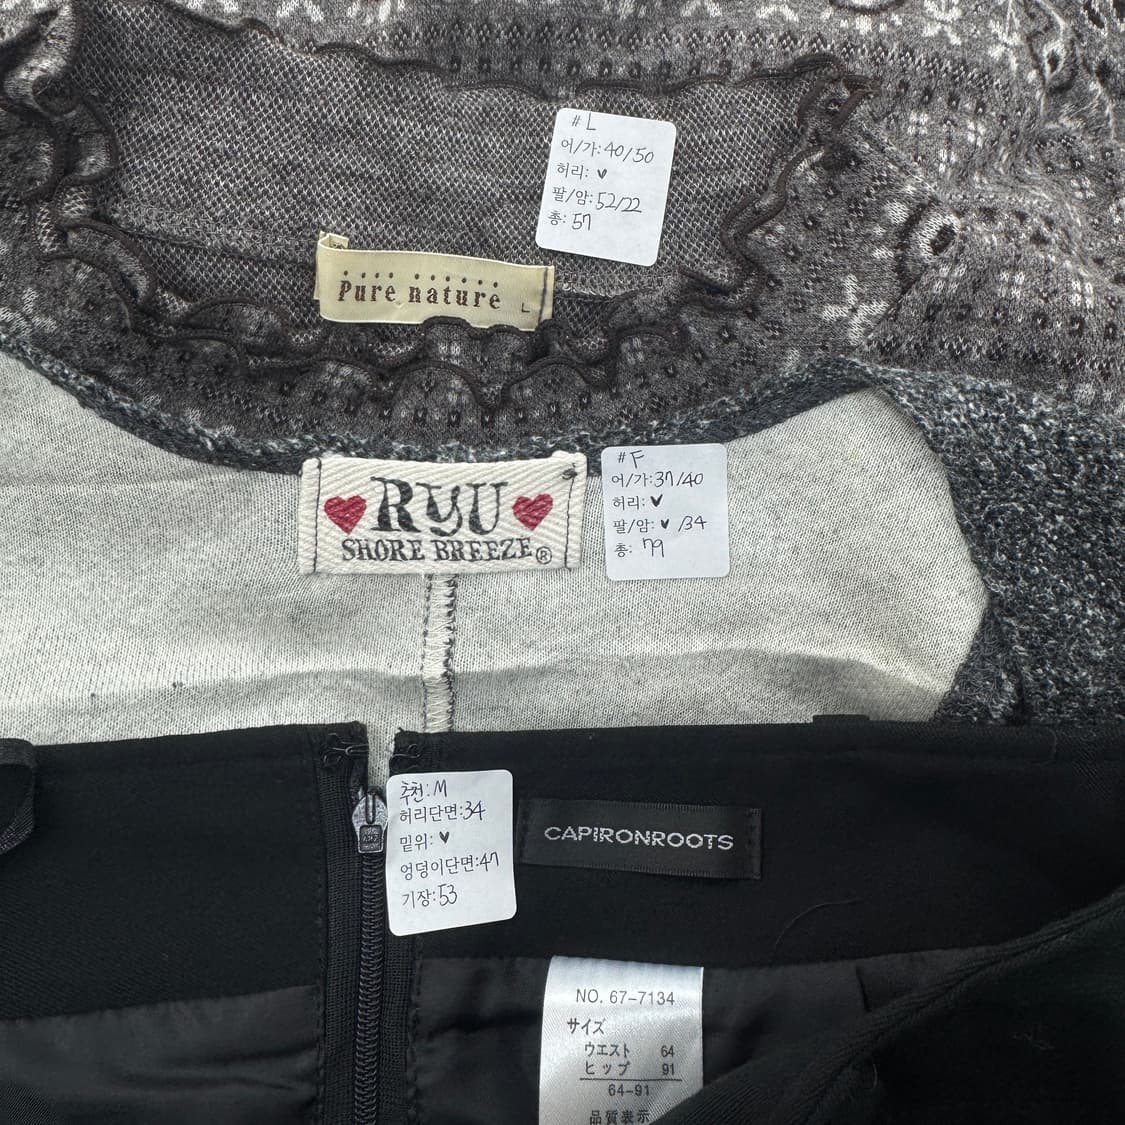 # L
어/가: 40/50
허리: ♥
팔/암: 52/22
총: 57
Pure nature
L
# F
어/가: 37/40
허리: ♥
팔/암: ♥ /34
총: 79
♥RyU♥
SHORE BREEZE®
추천: M
허리단면: 34
밑위: ♥
엉덩이단면: 47
기장: 53
CAPIRONROOTS
NO. 67-7134
サイズ
ウエスト 64
ヒップ 91
64-91
品質表示